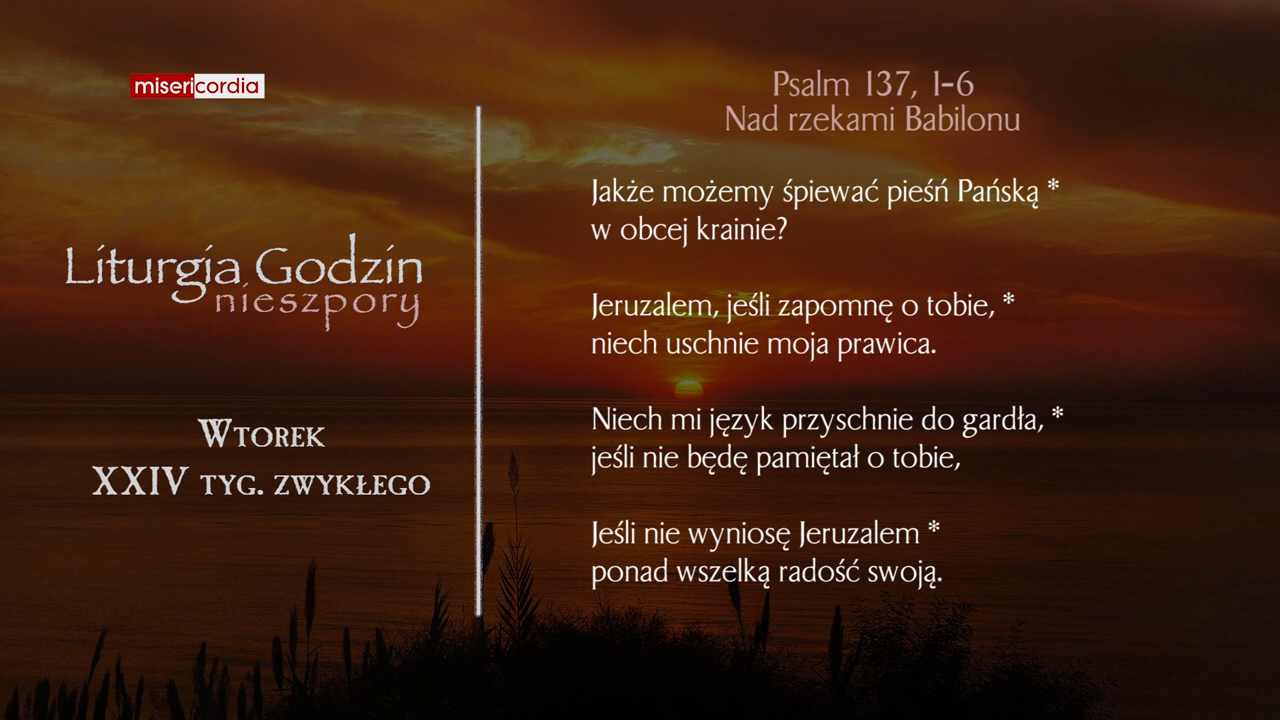 misericordia
Liturgia Godzin
nieszpory
Wtorek
XXIV tyg. zwykłego
Psalm 137, 1-6
Nad rzekami Babilonu
Jakże możemy śpiewać pieśń Pańską *
w obcej krainie?
Jeruzalem, jeśli zapomnę o tobie, *
niech uschnie moja prawica.
Niech mi język przyschnie do gardła, *
jeśli nie będę pamiętał o tobie,
Jeśli nie wyniosę Jeruzalem *
ponad wszelką radość swoją.